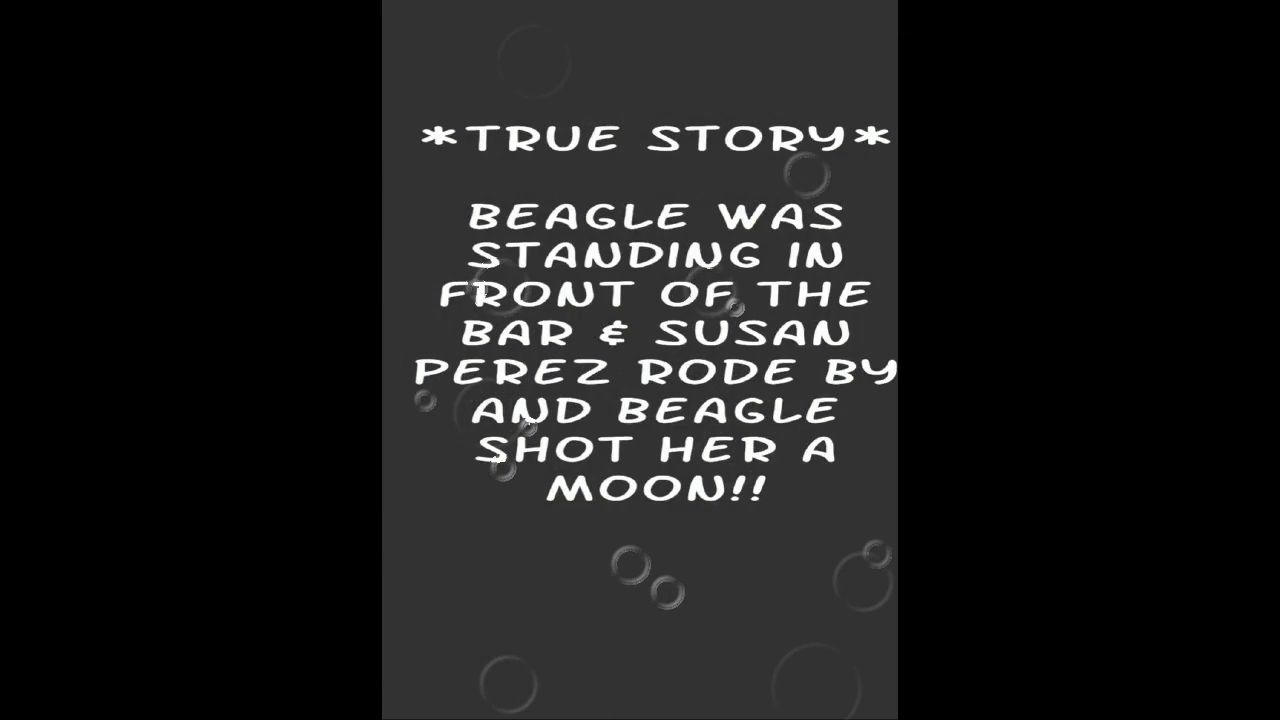 *TRUE STORY*
BEAGLE WAS
STANDING IN
FRONT OF THE
BAR & SUSAN
PEREZ RODE BY
AND BEAGLE
SHOT HER A
MOON!!